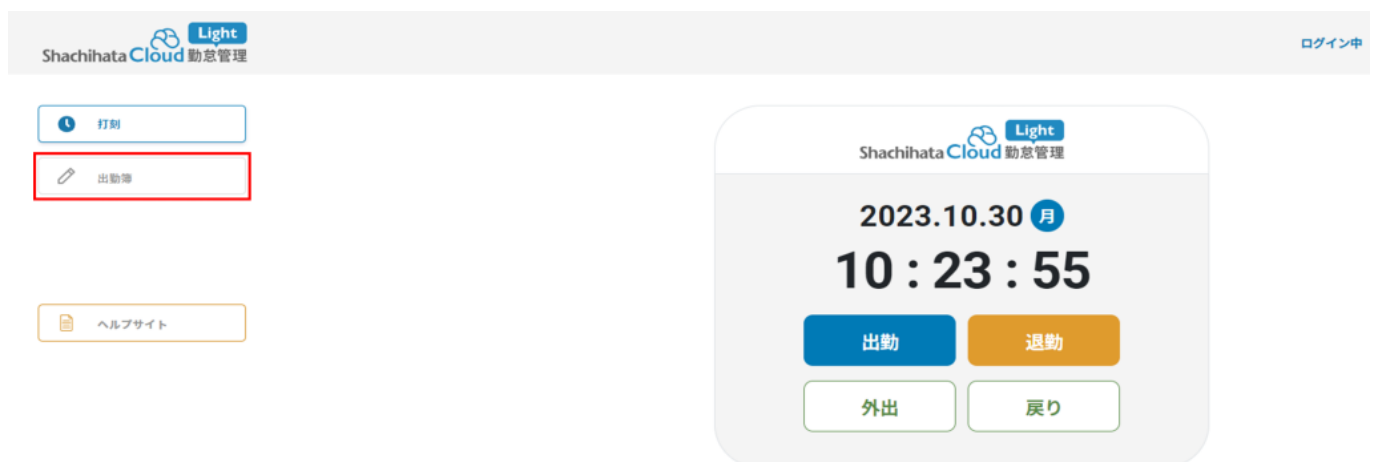 Light
Shachihata Cloud 勤怠管理
ログイン中
打刻
出勤簿
ヘルプサイト
Light
Shachihata Cloud 勤怠管理
2023.10.30 月
10 : 23 : 55
出勤 退勤
外出 戻り